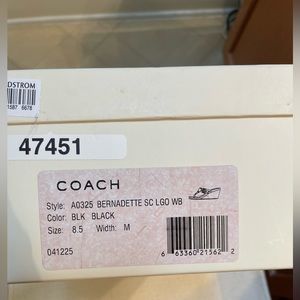 DSTROM
47451
COACH
Style: A0325 BERNADETTE SC LGO WB
Color: BLK BLACK
Size: 8.5 Width: M
041225
6 63360 21562 2